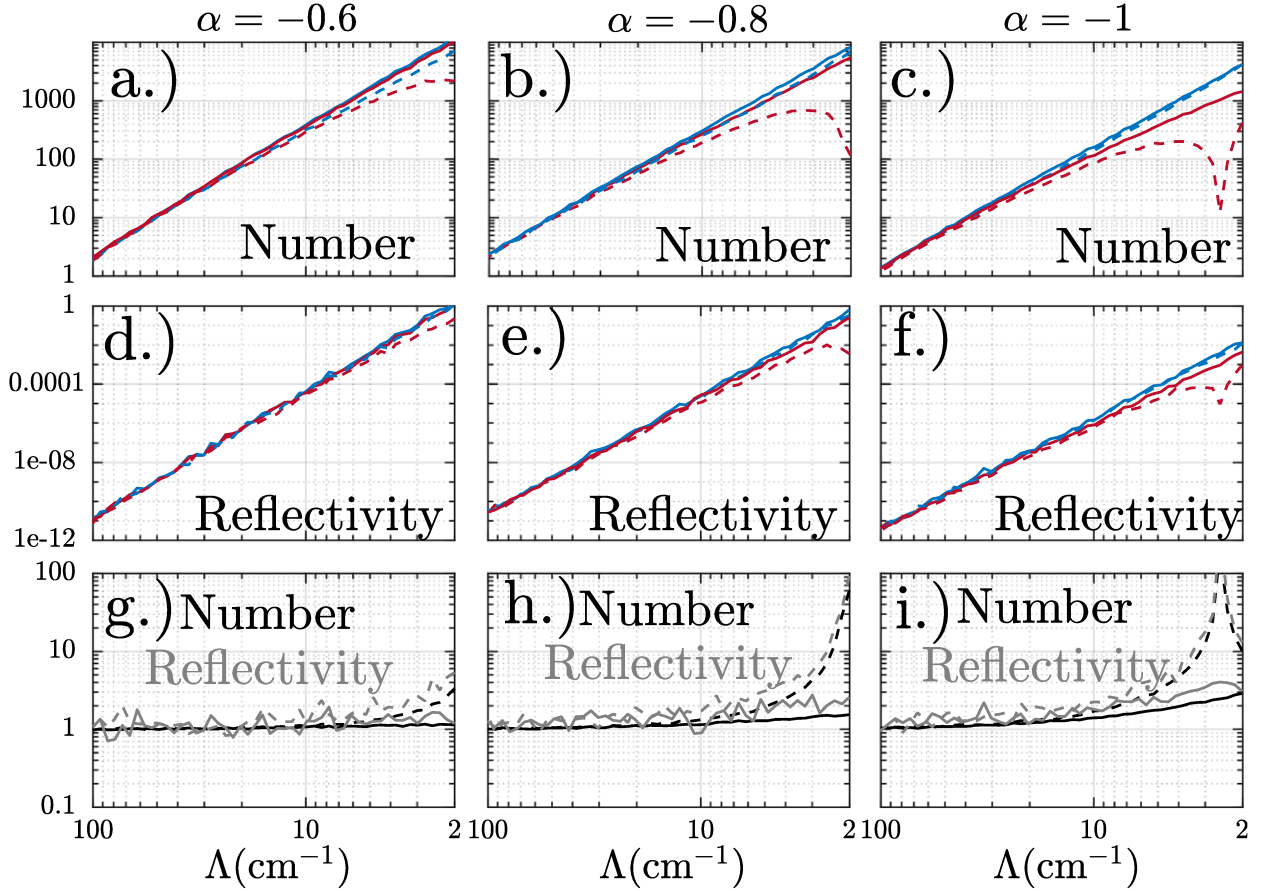 α = −0.6 α = −0.8 α = −1
a.) b.) c.)
1000
100
10
1
Number Number Number
d.) e.) f.)
1
0.0001
1e-08
1e-12
Reflectivity Reflectivity Reflectivity
g.) Number h.) Number i.) Number
Reflectivity Reflectivity Reflectivity
100
10
1
0.1
100 10 2 100 10 2 100 10 2
Λ(cm⁻¹) Λ(cm⁻¹) Λ(cm⁻¹)